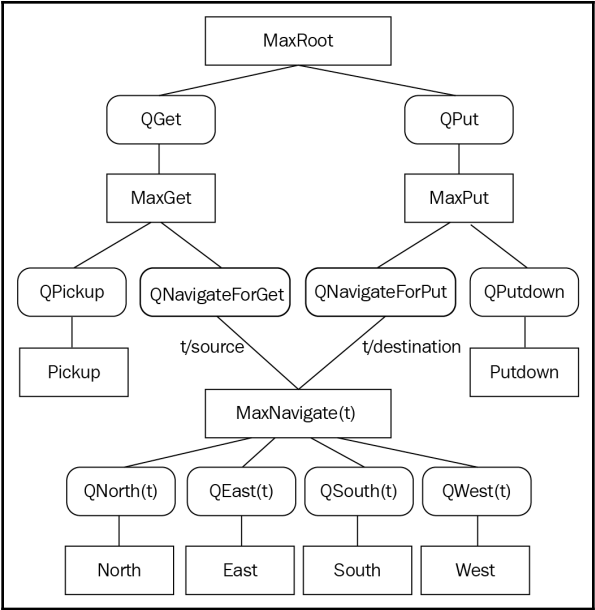 MaxRoot
QGet
QPut
MaxGet
MaxPut
QPickup
QNavigateForGet
QNavigateForPut
QPutdown
t/source
t/destination
Pickup
Putdown
MaxNavigate(t)
QNorth(t)
QEast(t)
QSouth(t)
QWest(t)
North
East
South
West